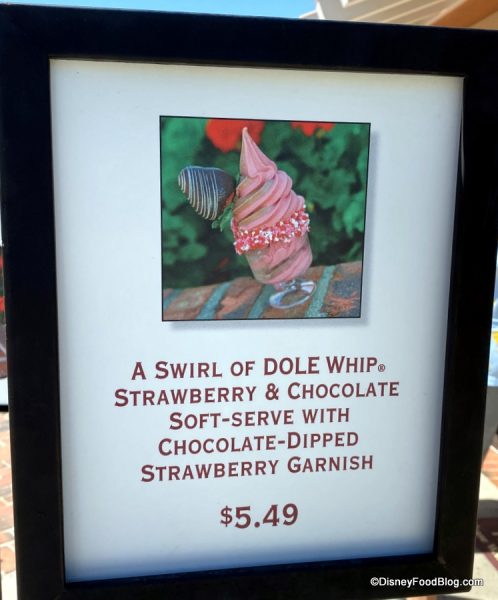 A Swirl of DOLE Whip®
Strawberry & Chocolate
Soft-serve with
Chocolate-Dipped
Strawberry Garnish
$5.49
©DisneyFoodBlog.com